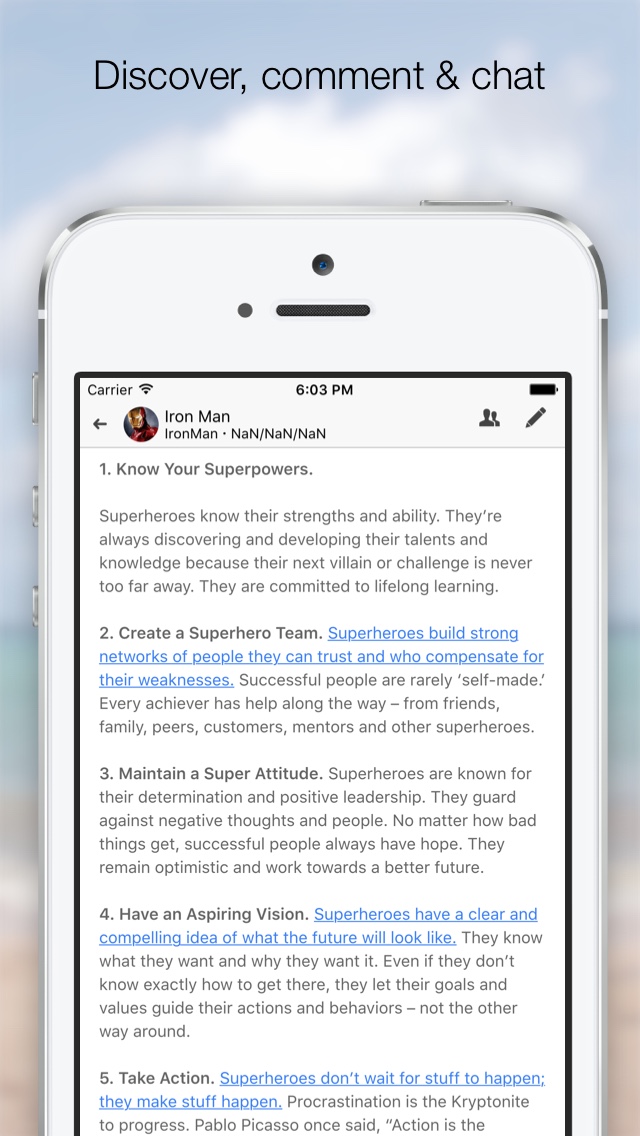 Discover, comment & chat
Carrier 6:03 PM
Iron Man
IronMan · NaN/NaN/NaN
1. Know Your Superpowers.
Superheroes know their strengths and ability. They’re
always discovering and developing their talents and
knowledge because their next villain or challenge is never
too far away. They are committed to lifelong learning.
2. Create a Superhero Team. Superheroes build strong
networks of people they can trust and who compensate for
their weaknesses. Successful people are rarely ‘self-made.’
Every achiever has help along the way – from friends,
family, peers, customers, mentors and other superheroes.
3. Maintain a Super Attitude. Superheroes are known for
their determination and positive leadership. They guard
against negative thoughts and people. No matter how bad
things get, successful people always have hope. They
remain optimistic and work towards a better future.
4. Have an Aspiring Vision. Superheroes have a clear and
compelling idea of what the future will look like. They know
what they want and why they want it. Even if they don’t
know exactly how to get there, they let their goals and
values guide their actions and behaviors – not the other
way around.
5. Take Action. Superheroes don’t wait for stuff to happen;
they make stuff happen. Procrastination is the Kryptonite
to progress. Pablo Picasso once said, “Action is the